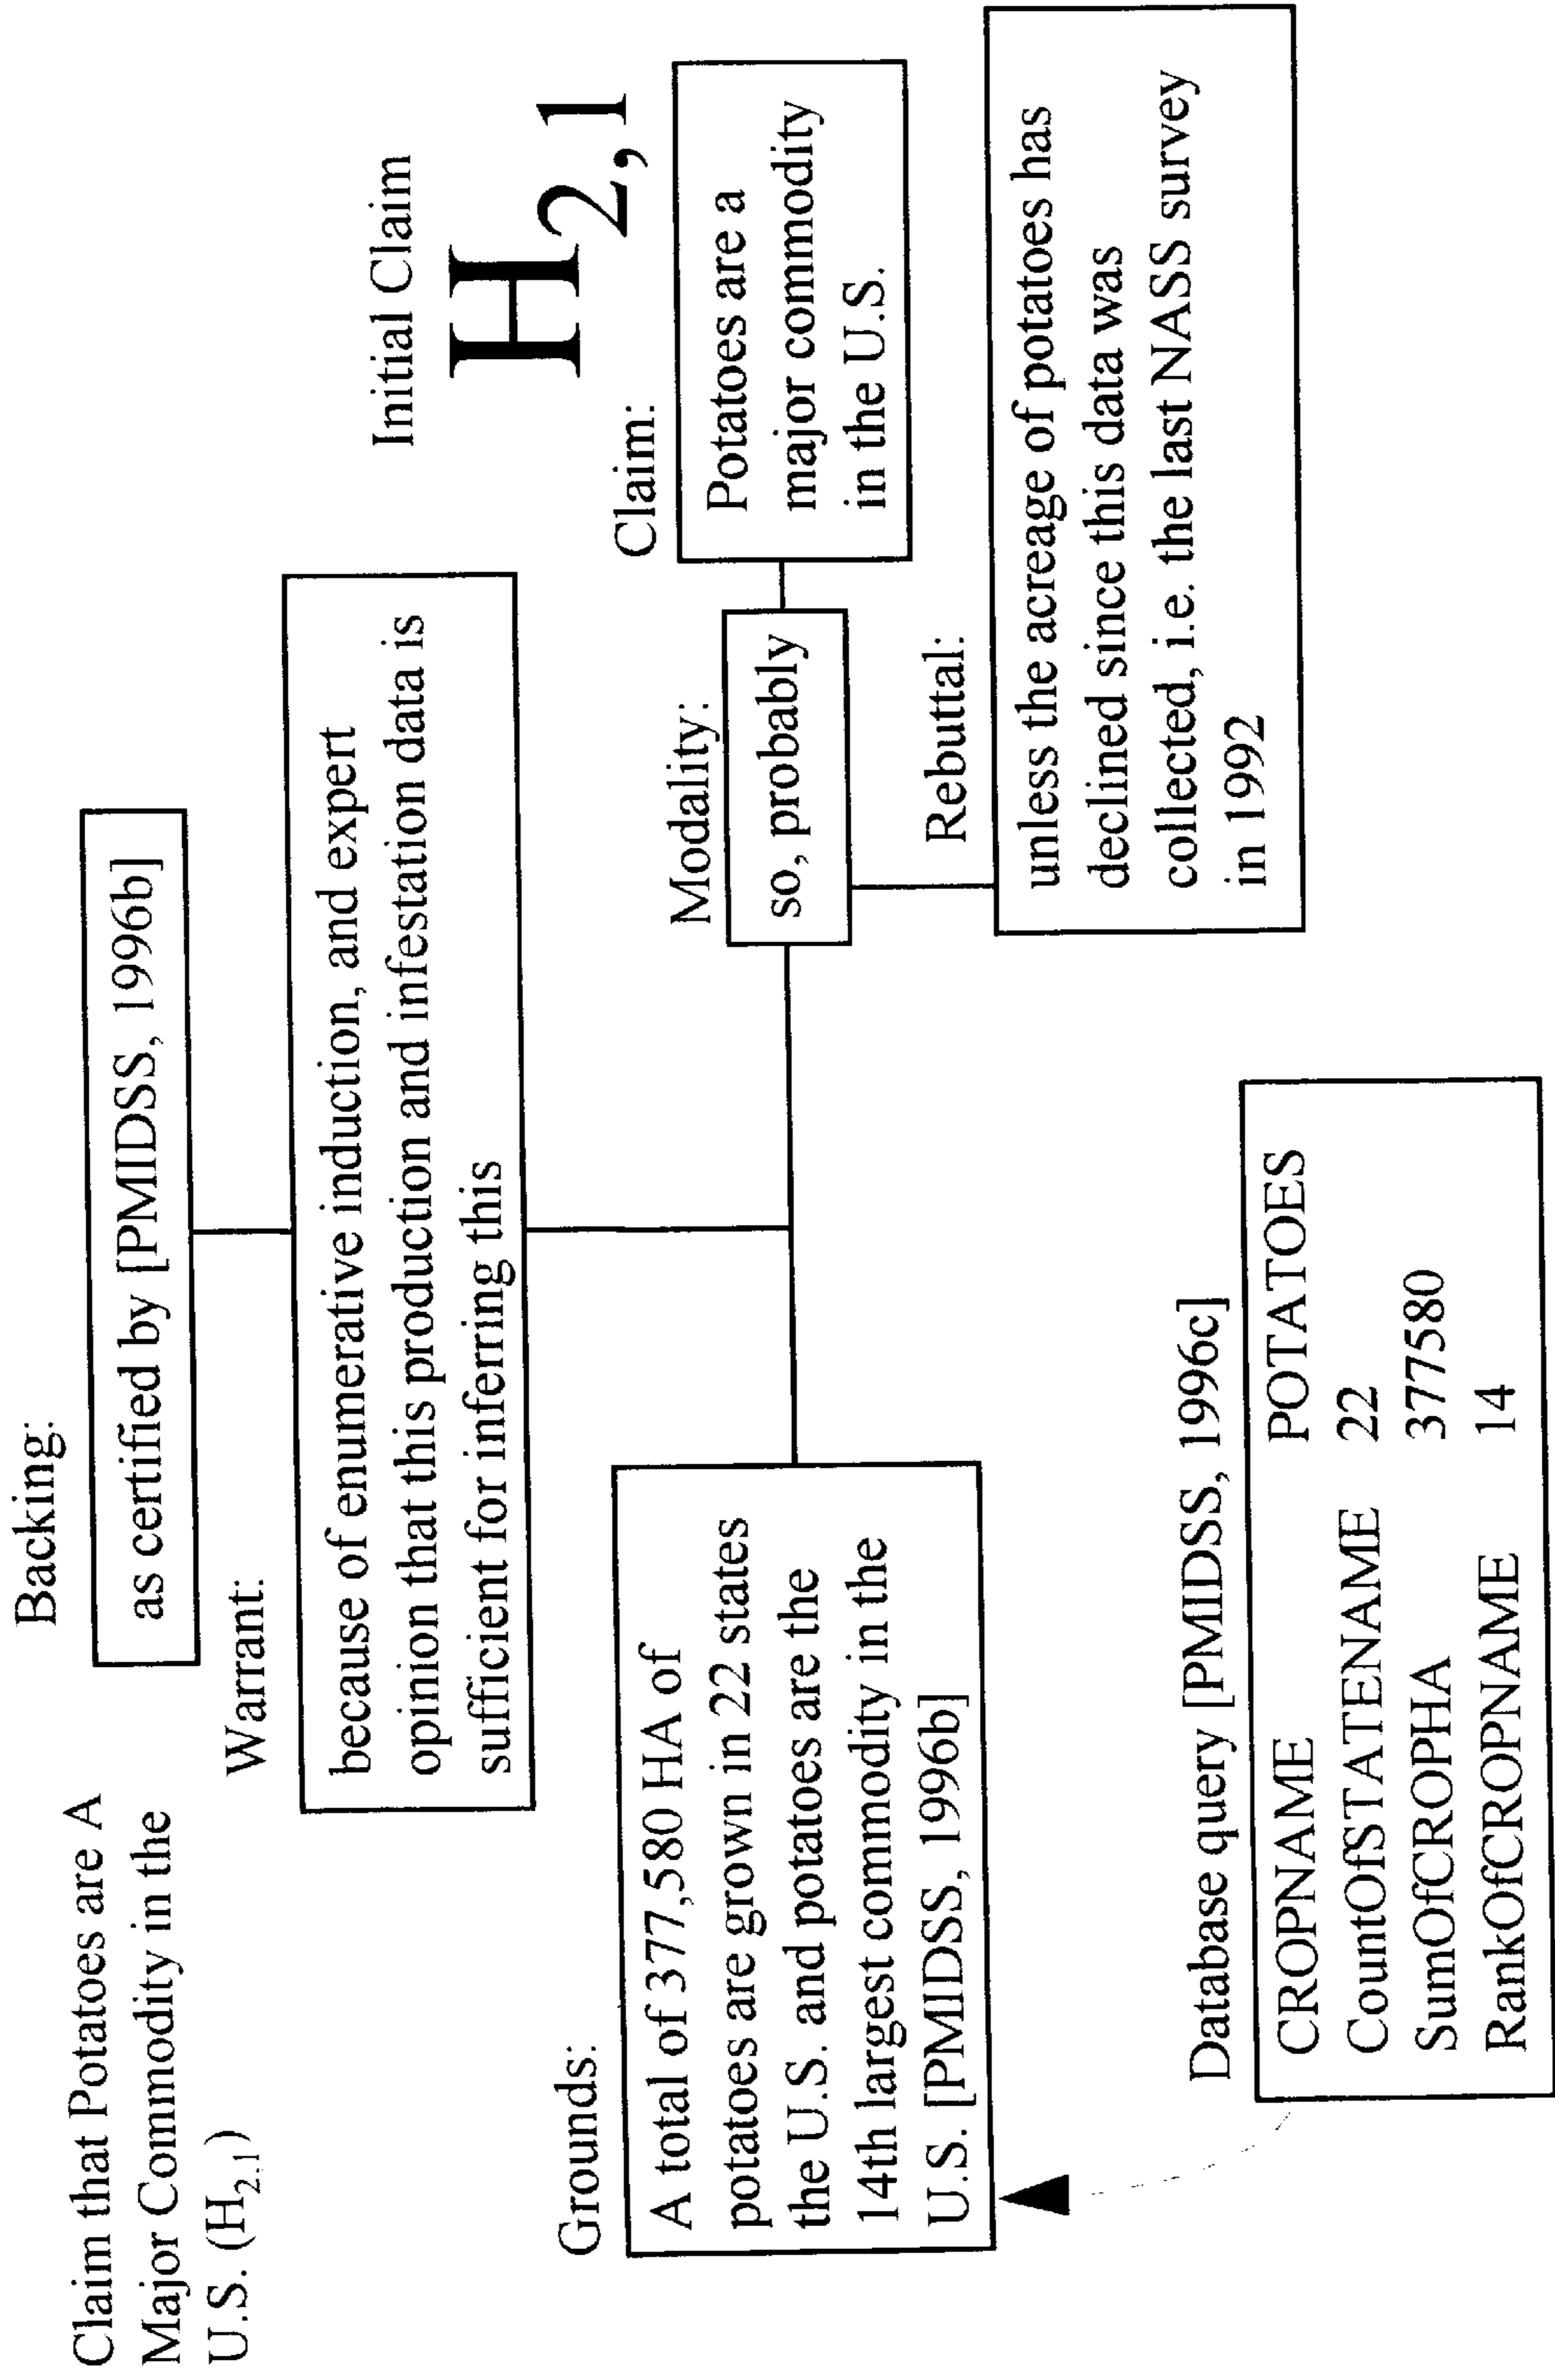 Claim that Potatoes are A
Major Commodity in the
U.S. (H2,1)
Backing:
as certified by [PMIDSS, 1996b]
Warrant:
because of enumerative induction, and expert
opinion that this production and infestation data is
sufficient for inferring this
Initial Claim
H2,1
Grounds:
A total of 377,580 HA of
potatoes are grown in 22 states
the U.S. and potatoes are the
14th largest commodity in the
U.S. [PMIDSS, 1996b]
Modality:
so, probably
Claim:
Potatoes are a
major commodity
in the U.S.
Rebuttal:
unless the acreage of potatoes has
declined since this data was
collected, i.e. the last NASS survey
in 1992
Database query [PMIDSS, 1996c]
CROPNAME POTATOES
CountOfSTATENAME 22
SumOfCROPHA 377580
RankOfCROPNAME 14